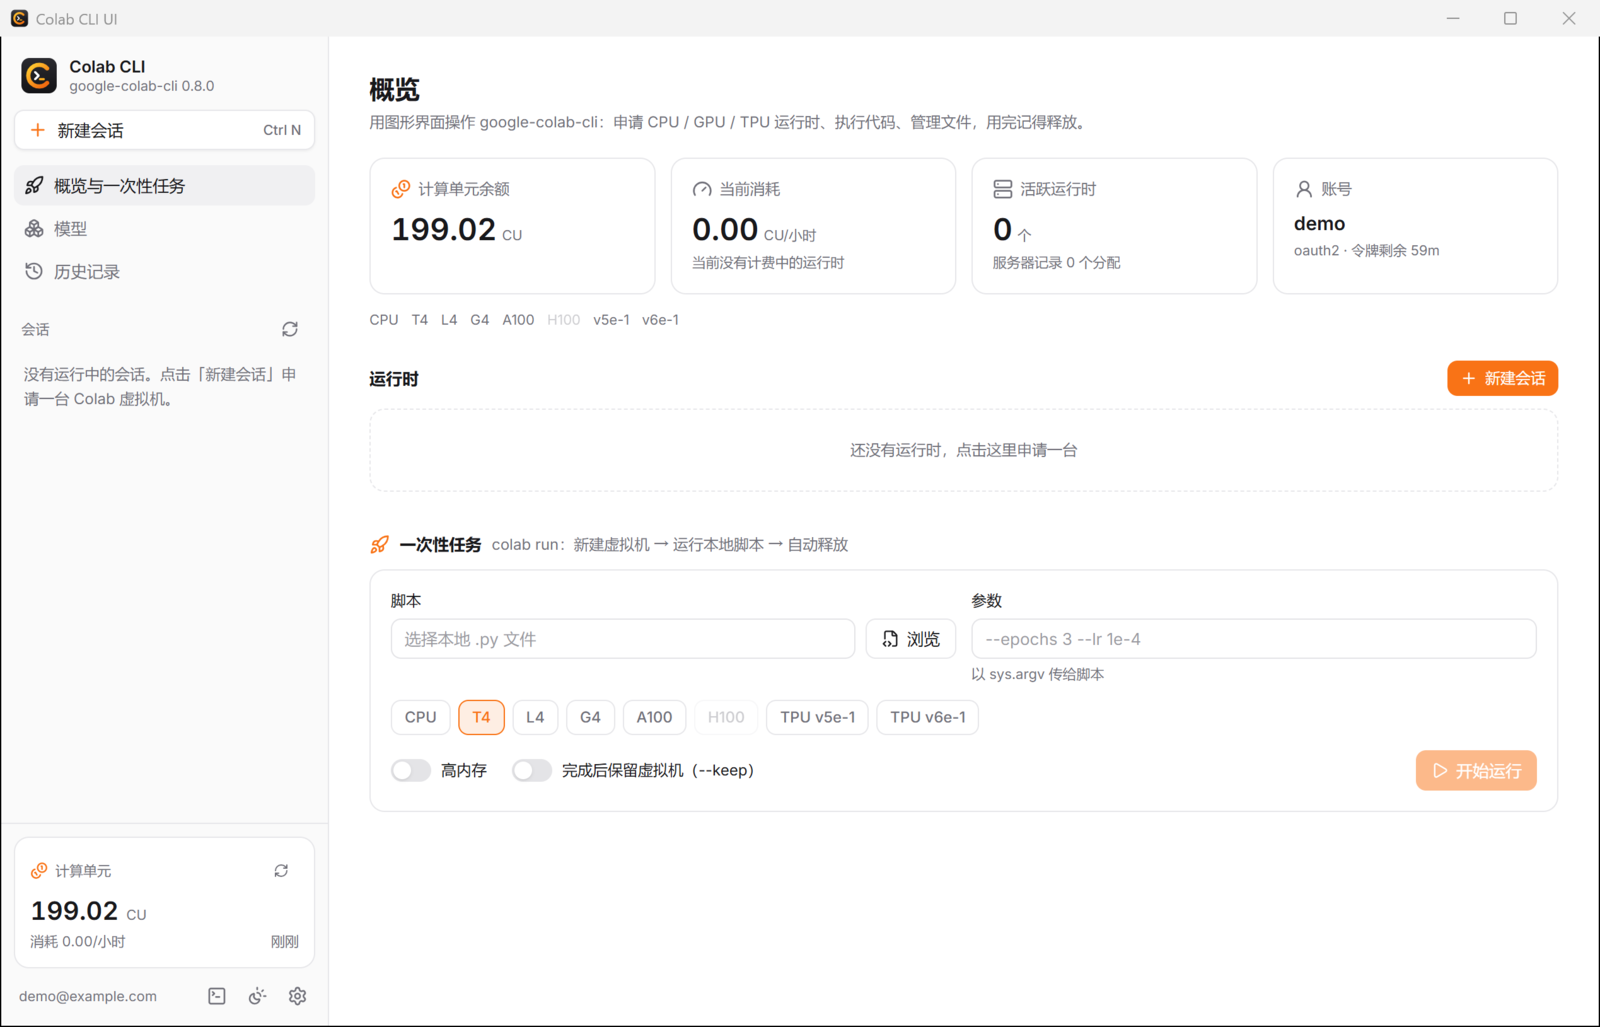 Colab CLI UI
Colab CLI
google-colab-cli 0.8.0
新建会话 Ctrl N
概览与一次性任务
模型
历史记录
会话
没有运行中的会话。点击「新建会话」申
请一台 Colab 虚拟机。
计算单元
199.02 CU
消耗 0.00/小时 刚刚
demo@example.com
概览
用图形界面操作 google-colab-cli：申请 CPU / GPU / TPU 运行时、执行代码、管理文件，用完记得释放。
计算单元余额
199.02 CU
当前消耗
0.00 CU/小时
当前没有计费中的运行时
活跃运行时
0 个
服务器记录 0 个分配
账号
demo
oauth2 · 令牌剩余 59m
CPU T4 L4 G4 A100 H100 v5e-1 v6e-1
运行时
新建会话
还没有运行时，点击这里申请一台
一次性任务 colab run：新建虚拟机 → 运行本地脚本 → 自动释放
脚本
选择本地 .py 文件 浏览
参数
--epochs 3 --lr 1e-4
以 sys.argv 传给脚本
CPU T4 L4 G4 A100 H100 TPU v5e-1 TPU v6e-1
高内存 完成后保留虚拟机（--keep） 开始运行